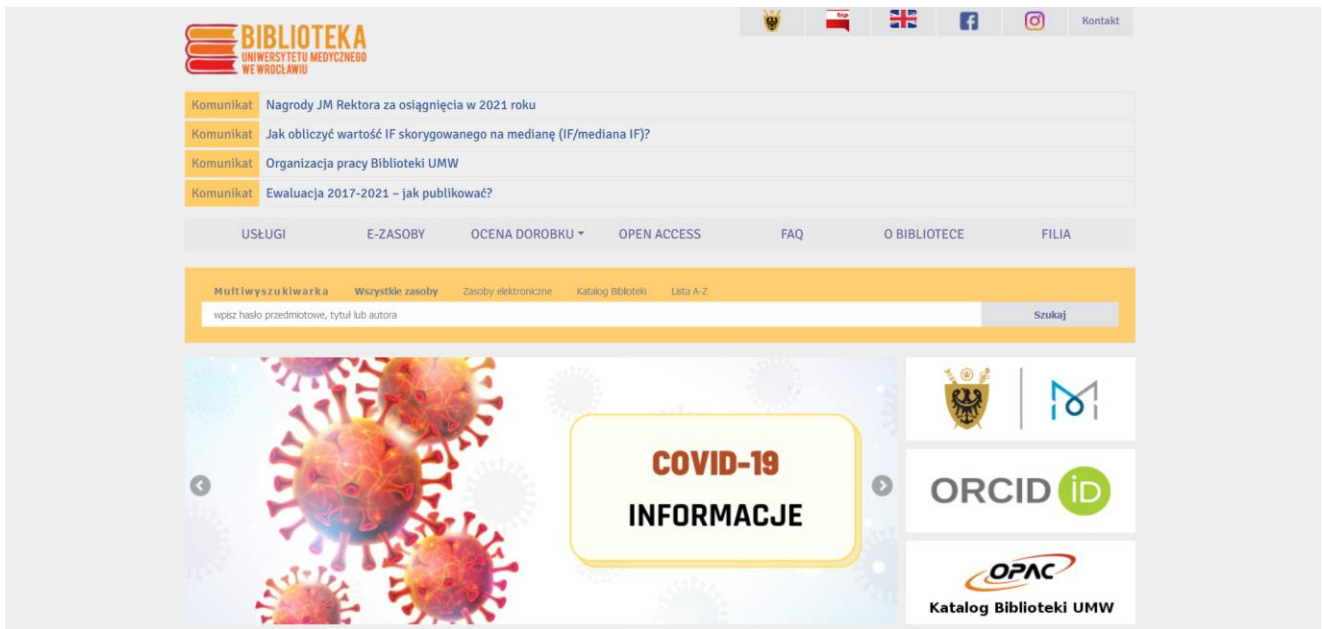 BIBLIOTEKA
UNIWERSYTETU MEDYCZNEGO
WE WROCŁAWIU
bip
Kontakt
Komunikat Nagrody JM Rektora za osiągnięcia w 2021 roku
Komunikat Jak obliczyć wartość IF skorygowanego na medianę (IF/mediana IF)?
Komunikat Organizacja pracy Biblioteki UMW
Komunikat Ewaluacja 2017-2021 – jak publikować?
USŁUGI E-ZASOBY OCENA DOROBKU OPEN ACCESS FAQ O BIBLIOTECE FILIA
Multiwyszukiwarka Wszystkie zasoby Zasoby elektroniczne Katalog Biblioteki Lista A-Z
wpisz hasło przedmiotowe, tytuł lub autora Szukaj
COVID-19
INFORMACJE
ORCID iD
OPAC
Katalog Biblioteki UMW